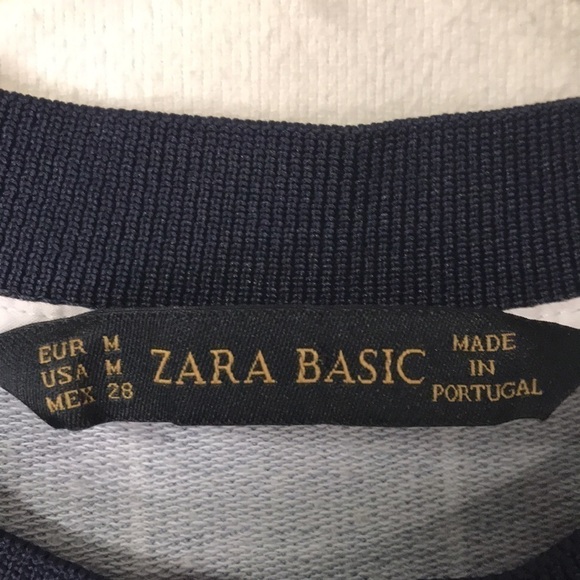 EUR M
USA M
MEX 28
ZARA BASIC
MADE
IN
PORTUGAL